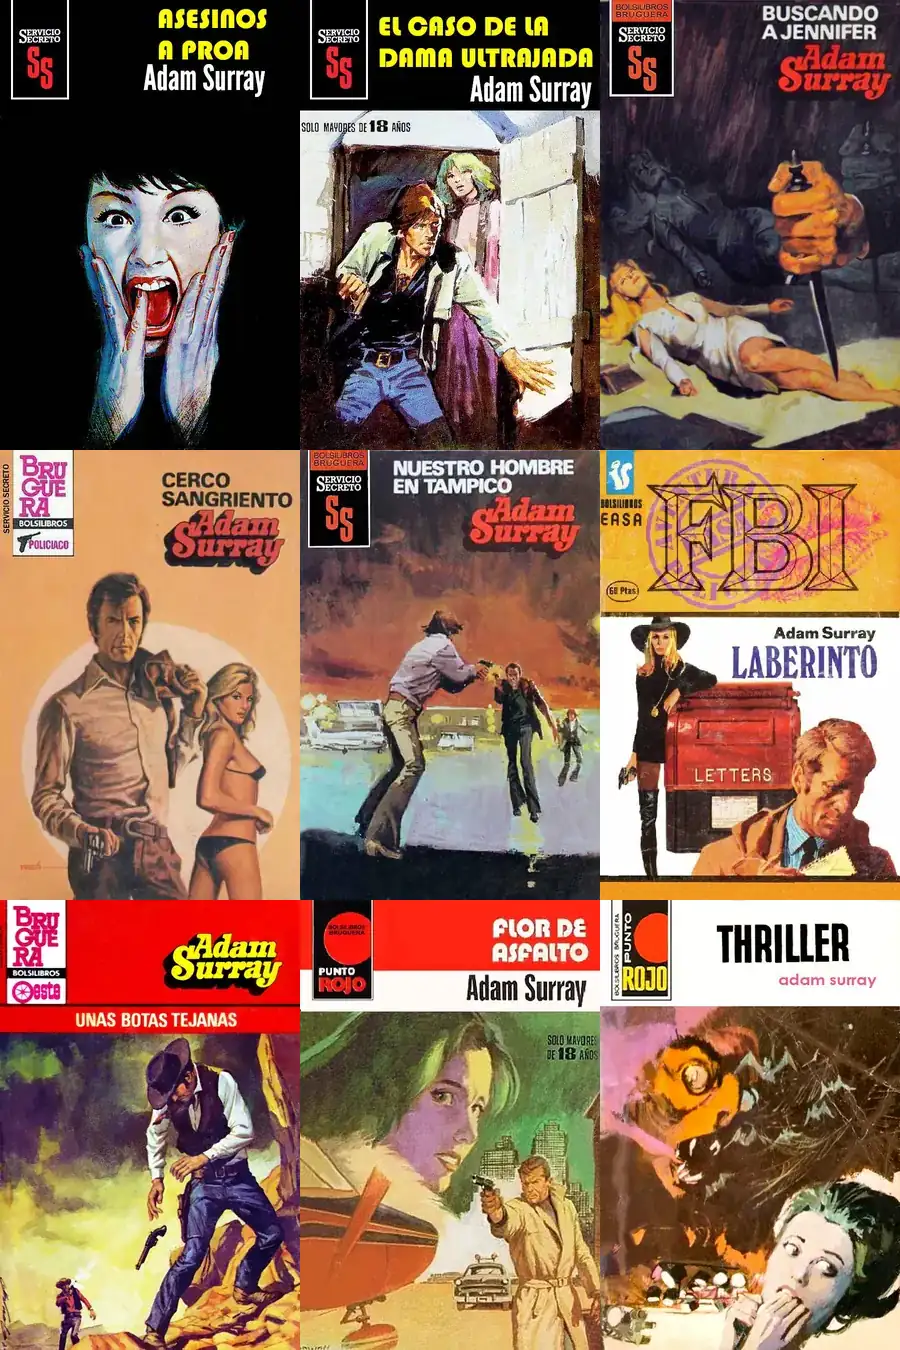 SERVICIO
SECRETO
SS
ASESINOS
A PROA
Adam Surray
SERVICIO
SECRETO
SS
EL CASO DE LA
DAMA ULTRAJADA
Adam Surray
SOLO MAYORES DE 18 AÑOS
BOLSILIBROS
BRUGUERA
SERVICIO
SECRETO
SS
BUSCANDO
A JENNIFER
Adam
Surray
SERVICIO SECRETO
BRU
GUE
RA
BOLSILIBROS
POLICIACO
CERCO
SANGRIENTO
Adam
Surray
BOLSILIBROS
BRUGUERA
SERVICIO
SECRETO
SS
NUESTRO HOMBRE
EN TAMPICO
Adam
Surray
BOLSILIBROS
EASA
FBI
60 Ptas
Adam Surray
LABERINTO
LETTERS
BRU
GUE
RA
BOLSILIBROS
Oeste
Adam
Surray
UNAS BOTAS TEJANAS
BOLSILIBROS
BRUGUERA
PUNTO
ROJO
FLOR DE
ASFALTO
Adam Surray
SOLO MAYORES
DE 18 AÑOS
BOLSILIBROS BRUGUERA
PUNTO
ROJO
THRILLER
adam surray